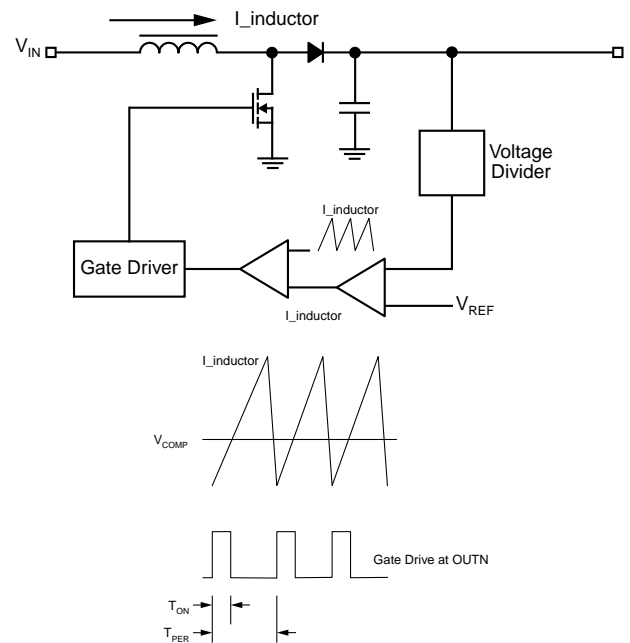 I_inductor
V_IN
Voltage
Divider
I_inductor
Gate Driver
V_REF
I_inductor
I_inductor
V_COMP
Gate Drive at OUTN
T_ON
T_PER